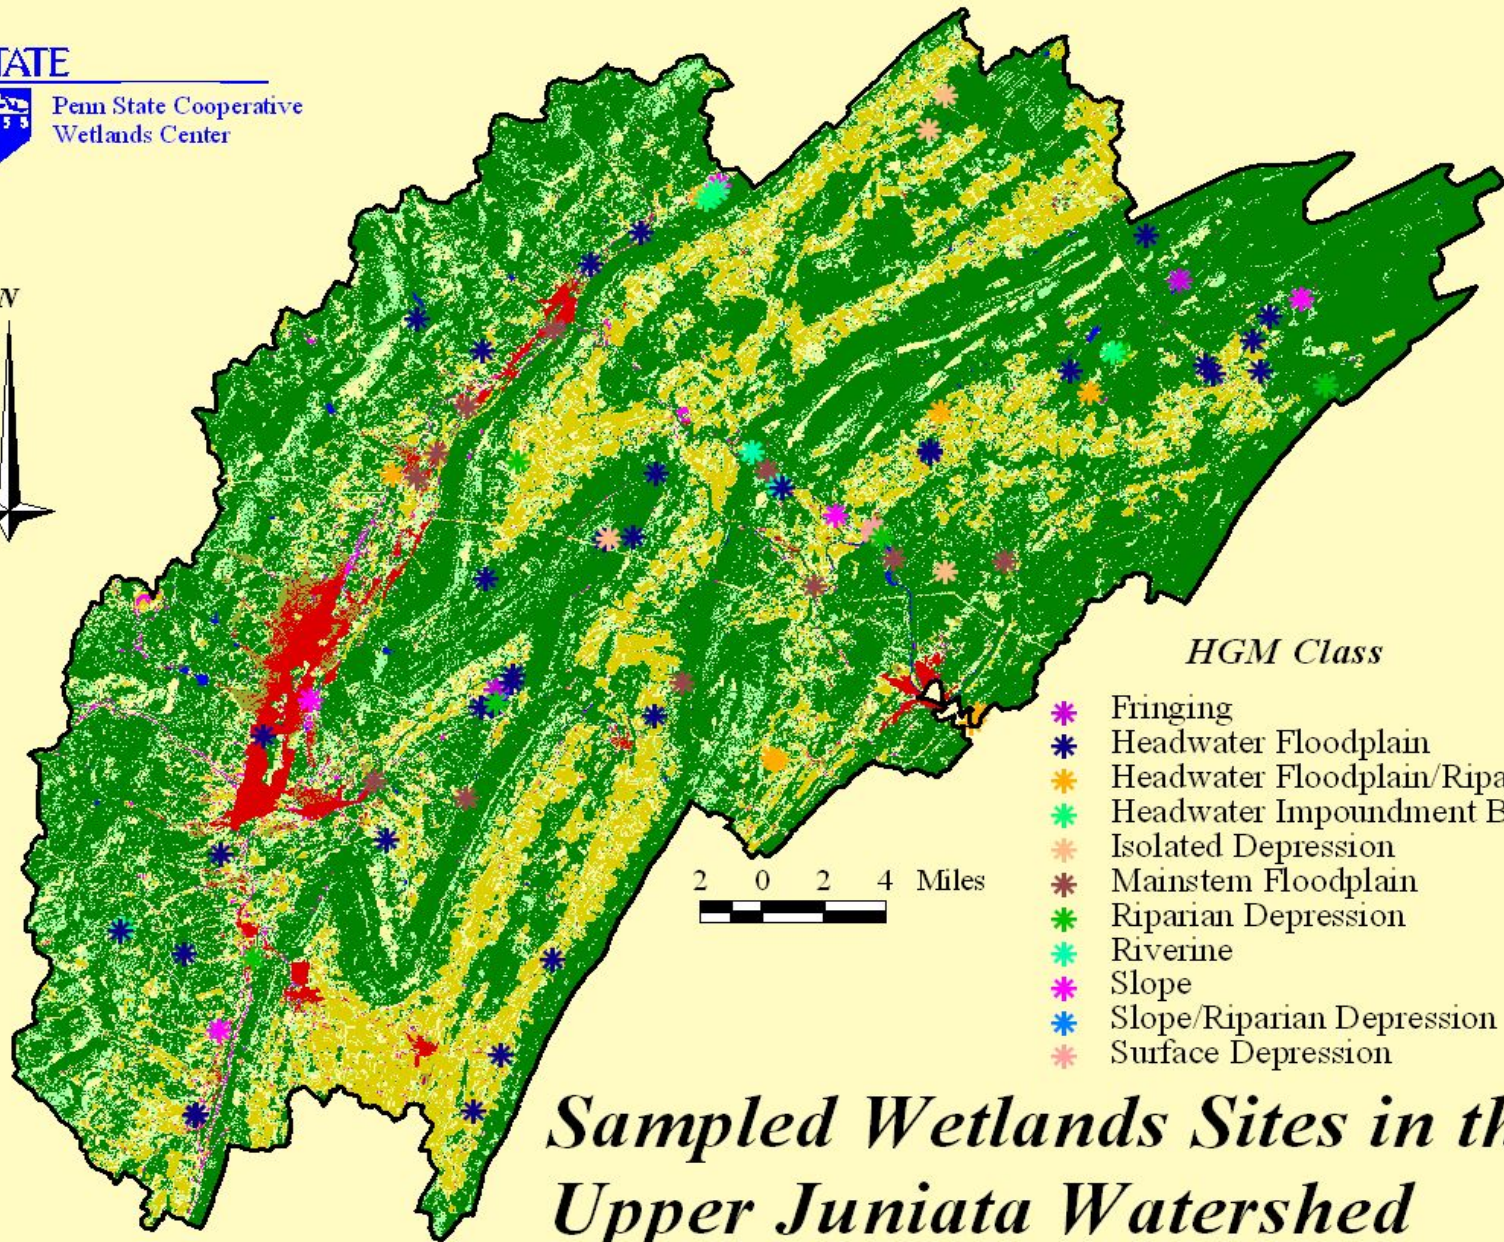 TATE
Penn State Cooperative
Wetlands Center
N
HGM Class
Fringing
Headwater Floodplain
Headwater Floodplain/Ripa
Headwater Impoundment B
Isolated Depression
Mainstem Floodplain
Riparian Depression
Riverine
Slope
Slope/Riparian Depression
Surface Depression
2 0 2 4 Miles
Sampled Wetlands Sites in th
Upper Juniata Watershed